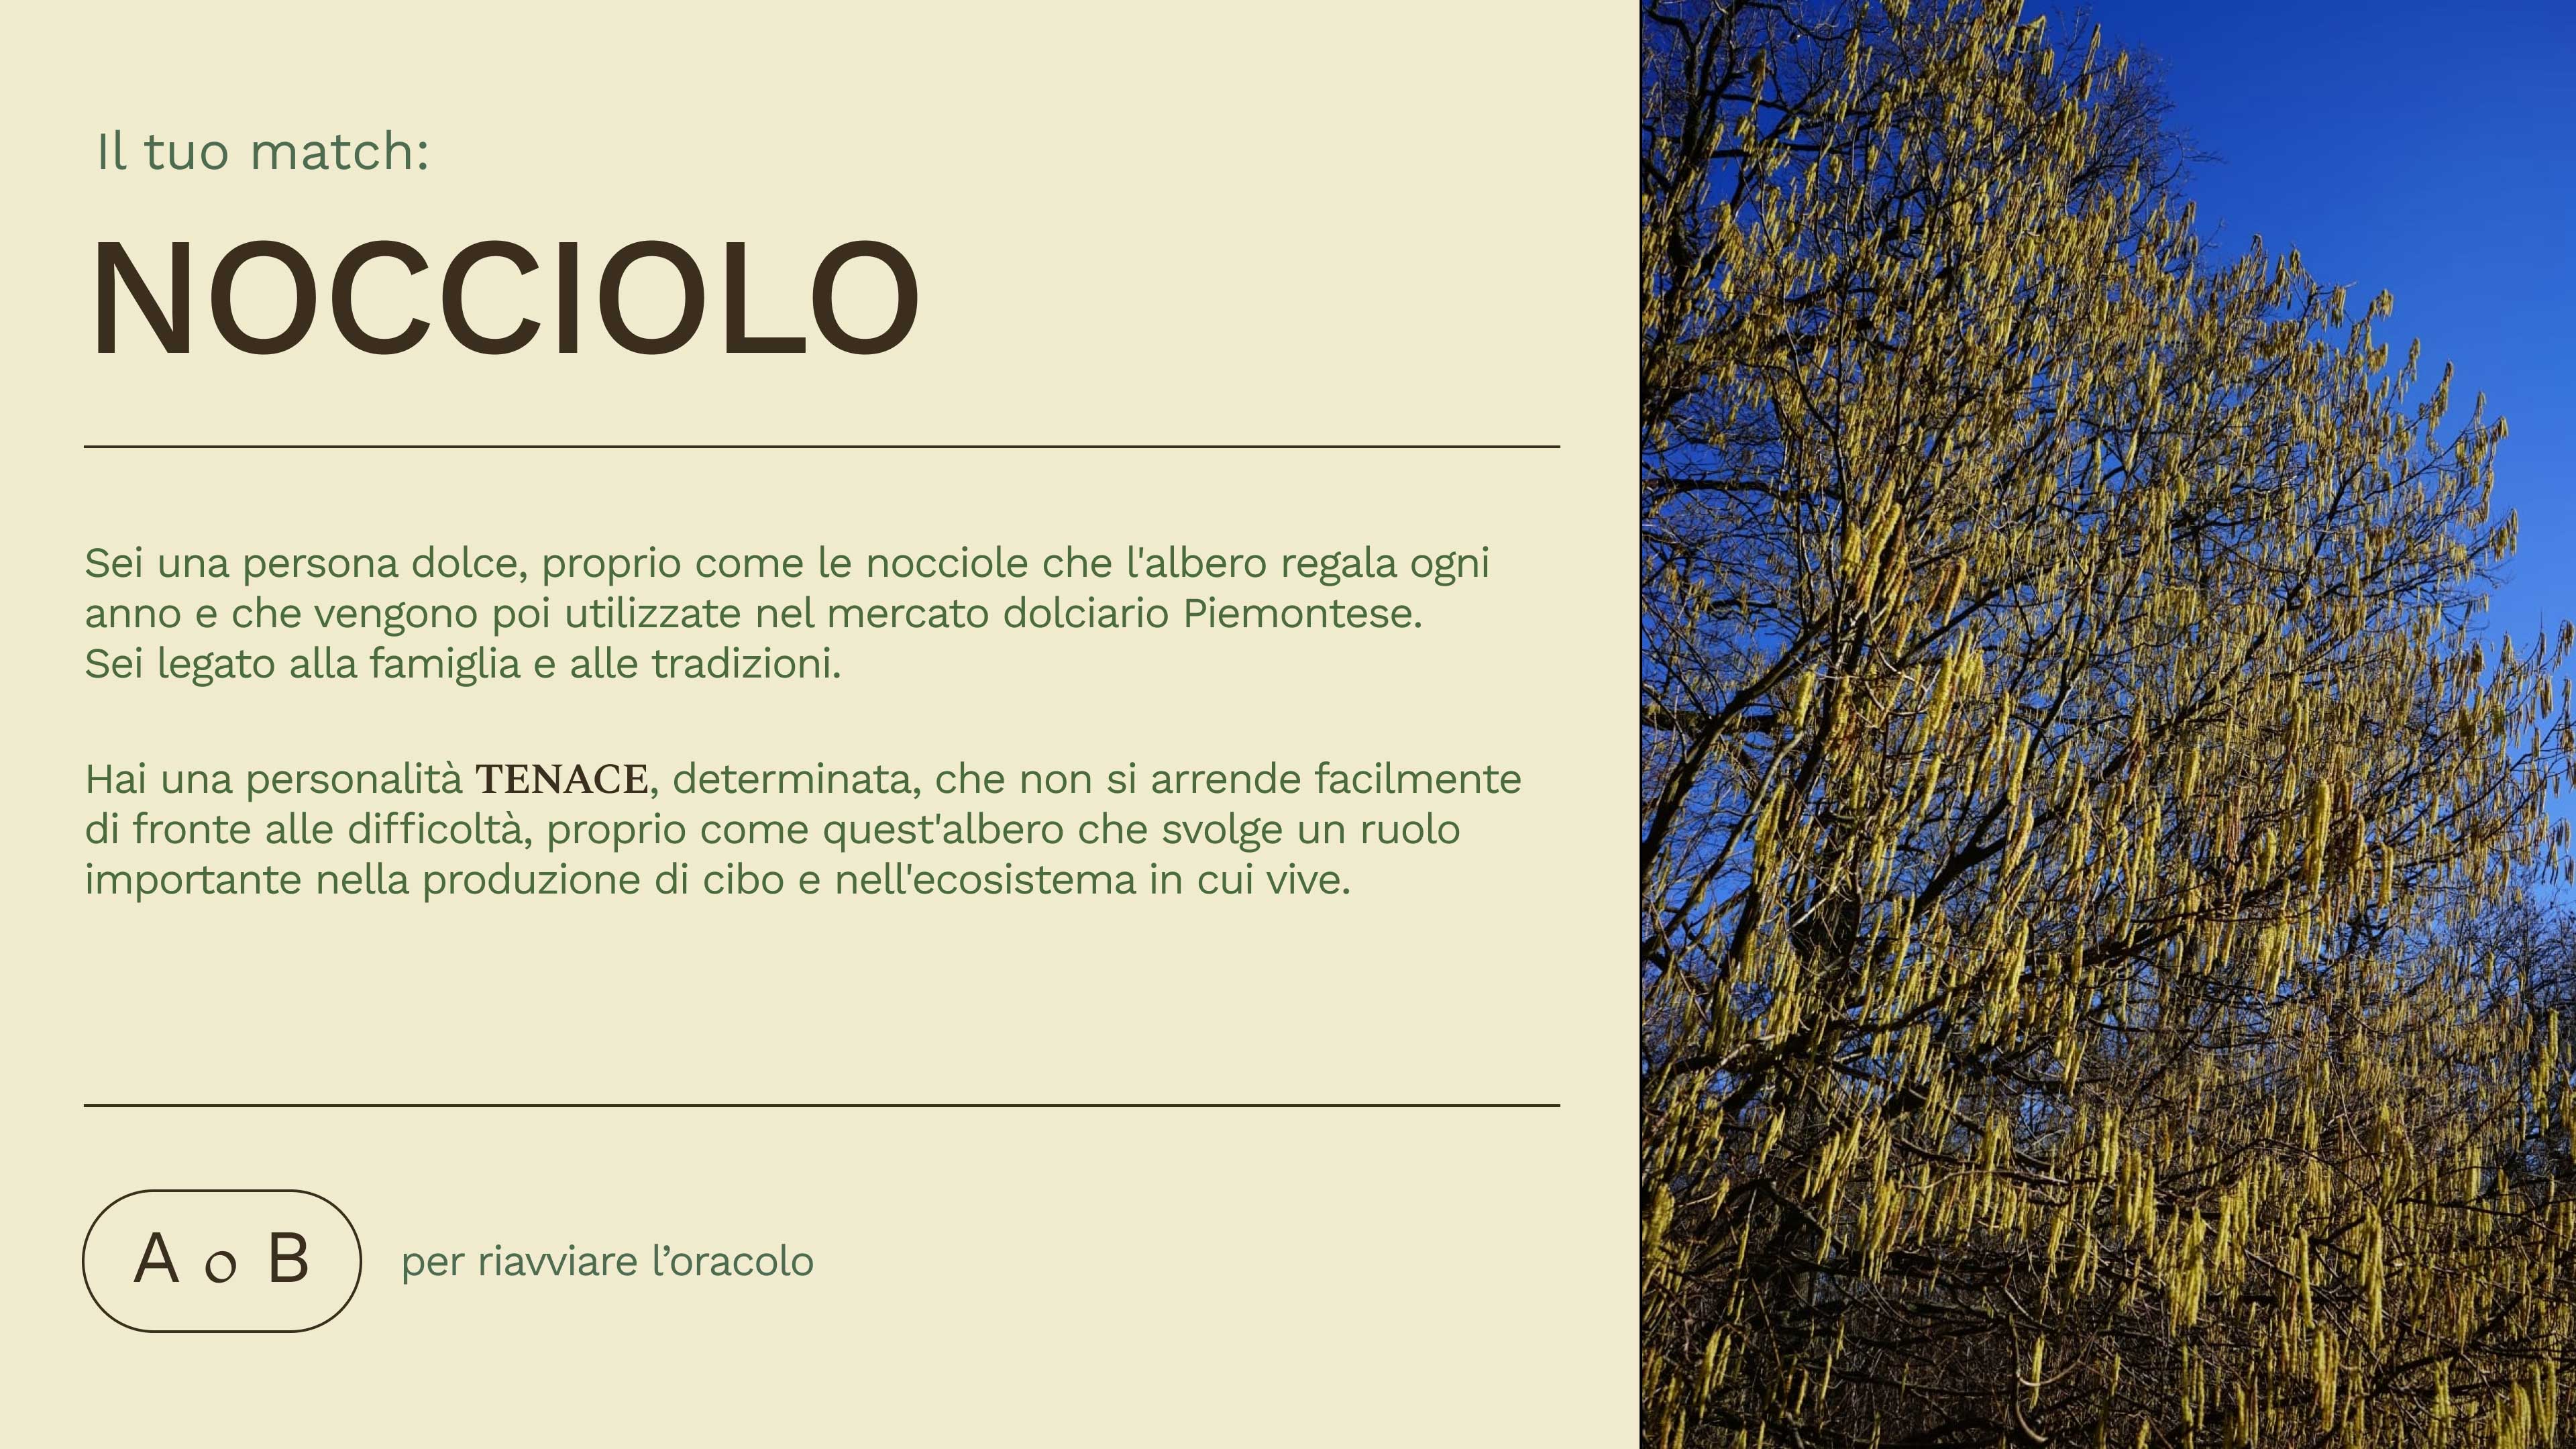 Il tuo match:
NOCCIOLO
Sei una persona dolce, proprio come le nocciole che l'albero regala ogni
anno e che vengono poi utilizzate nel mercato dolciario Piemontese.
Sei legato alla famiglia e alle tradizioni.
Hai una personalità TENACE, determinata, che non si arrende facilmente
di fronte alle difficoltà, proprio come quest'albero che svolge un ruolo
importante nella produzione di cibo e nell'ecosistema in cui vive.
A o B per riavviare l’oracolo